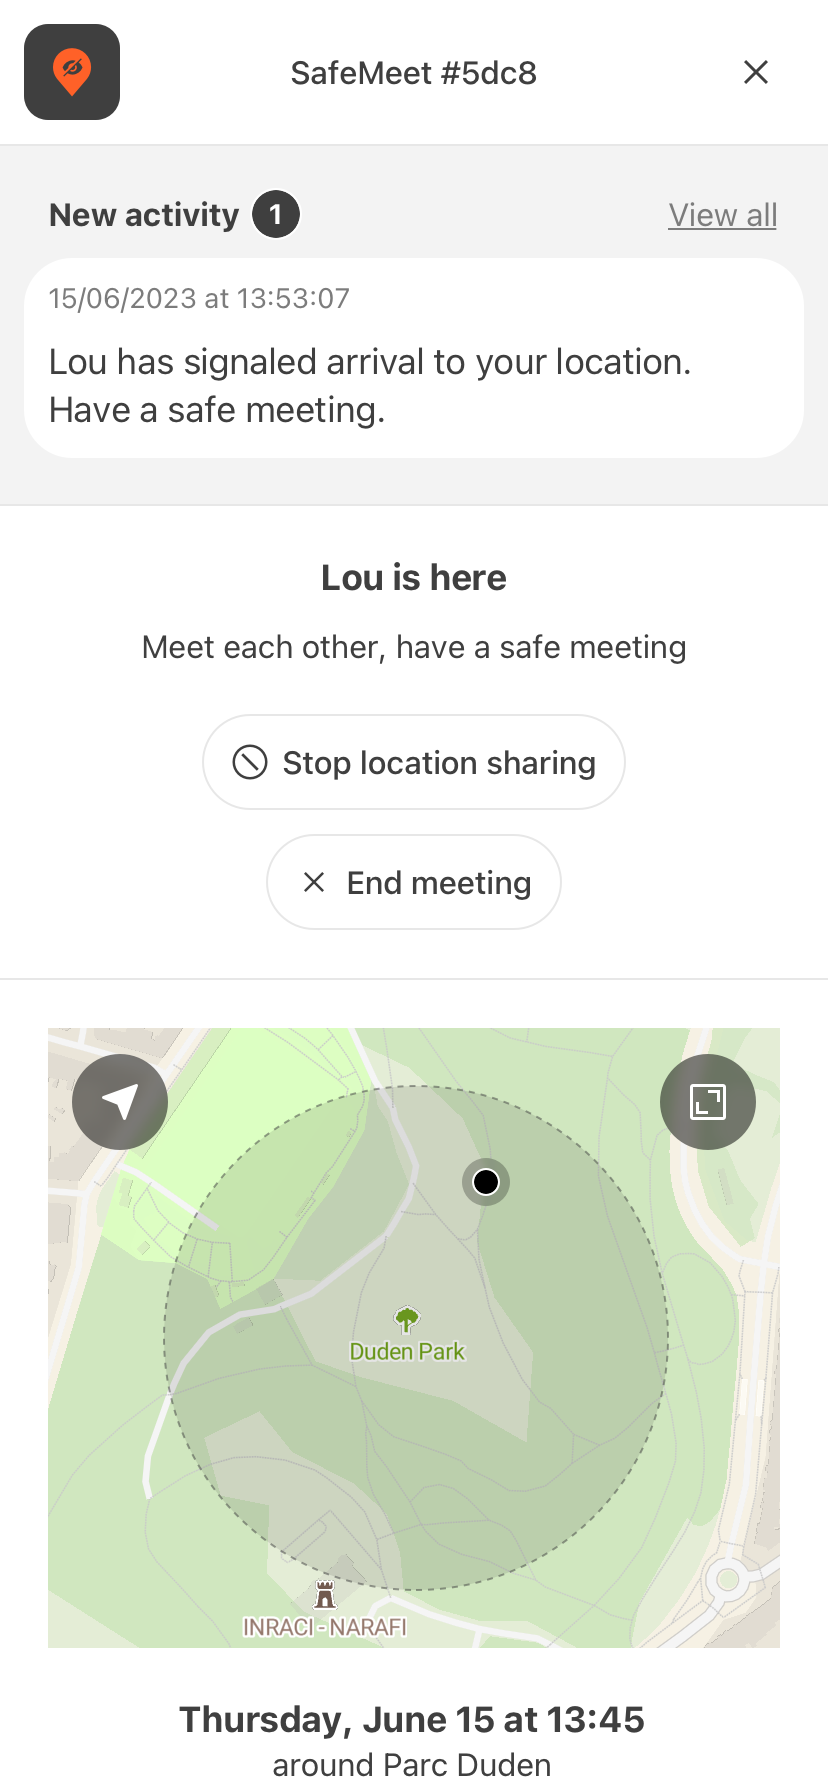 SafeMeet #5dc8
New activity 1
View all
15/06/2023 at 13:53:07
Lou has signaled arrival to your location.
Have a safe meeting.
Lou is here
Meet each other, have a safe meeting
Stop location sharing
End meeting
Duden Park
INRACI - NARAFI
Thursday, June 15 at 13:45
around Parc Duden